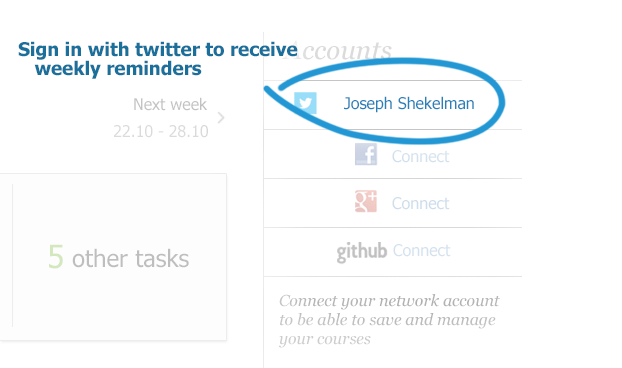 Sign in with twitter to receive
weekly reminders
Accounts
Next week
22.10 - 28.10
Joseph Shekelman
f Connect
g+ Connect
github Connect
5 other tasks
Connect your network account
to be able to save and manage
your courses